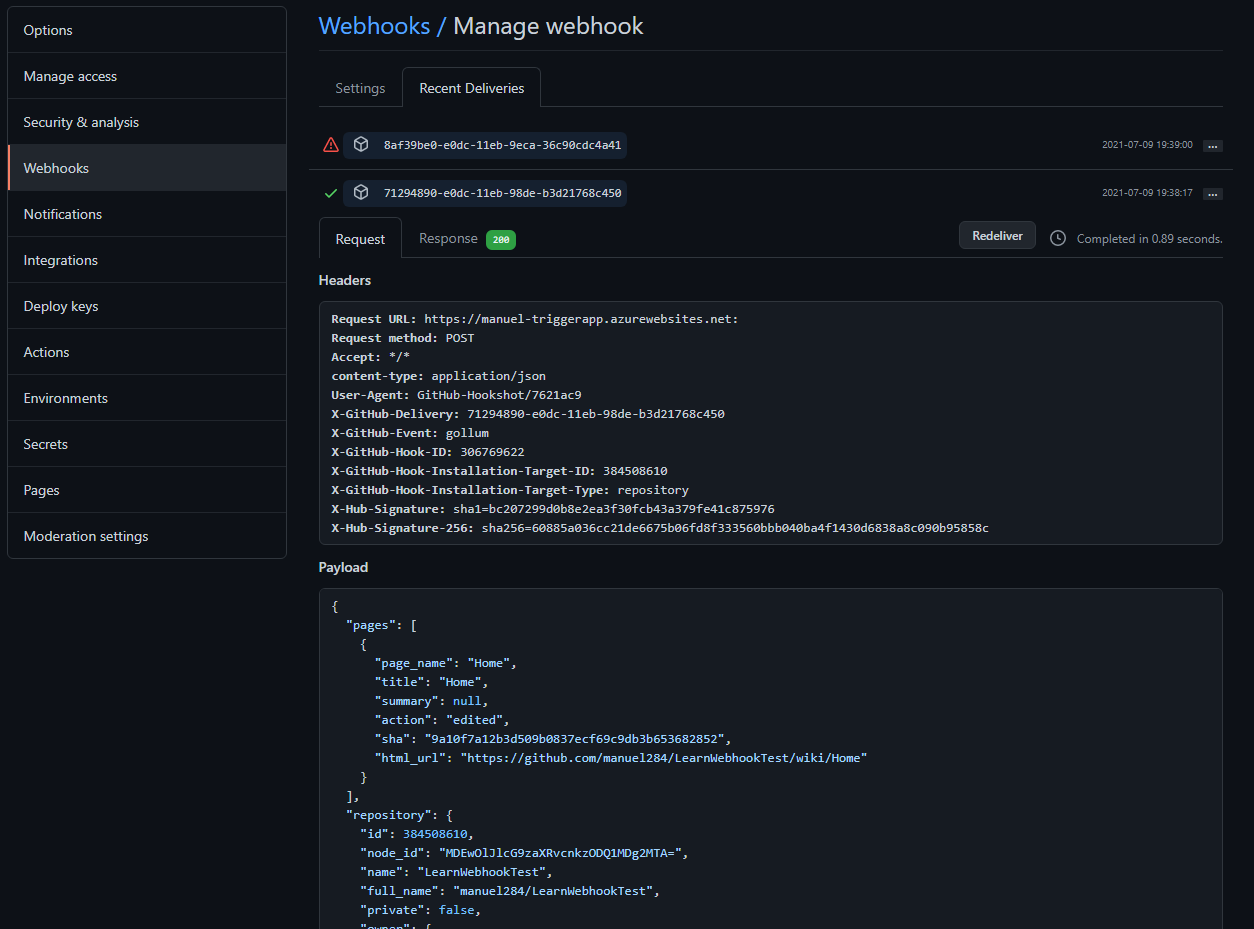 Options
Manage access
Security & analysis
Webhooks
Notifications
Integrations
Deploy keys
Actions
Environments
Secrets
Pages
Moderation settings
Webhooks / Manage webhook
Settings Recent Deliveries
8af39be0-e0dc-11eb-9eca-36c90cdc4a41 2021-07-09 19:39:00 ...
71294890-e0dc-11eb-98de-b3d21768c450 2021-07-09 19:38:17 ...
Request Response 200 Redeliver Completed in 0.89 seconds.
Headers
Request URL: https://manuel-triggerapp.azurewebsites.net:
Request method: POST
Accept: */*
content-type: application/json
User-Agent: GitHub-Hookshot/7621ac9
X-GitHub-Delivery: 71294890-e0dc-11eb-98de-b3d21768c450
X-GitHub-Event: gollum
X-GitHub-Hook-ID: 306769622
X-GitHub-Hook-Installation-Target-ID: 384508610
X-GitHub-Hook-Installation-Target-Type: repository
X-Hub-Signature: sha1=bc207299d0b8e2ea3f30fcb43a379fe41c875976
X-Hub-Signature-256: sha256=60885a036cc21de6675b06fd8f333560bbb040ba4f1430d6838a8c090b95858c
Payload
{
"pages": [
{
"page_name": "Home",
"title": "Home",
"summary": null,
"action": "edited",
"sha": "9a10f7a12b3d509b0837ecf69c9db3b653682852",
"html_url": "https://github.com/manuel284/LearnWebhookTest/wiki/Home"
}
],
"repository": {
"id": 384508610,
"node_id": "MDEwOlJlcG9zaXRvcnkzODQ1MDg2MTA=",
"name": "LearnWebhookTest",
"full_name": "manuel284/LearnWebhookTest",
"private": false,
"owner": {